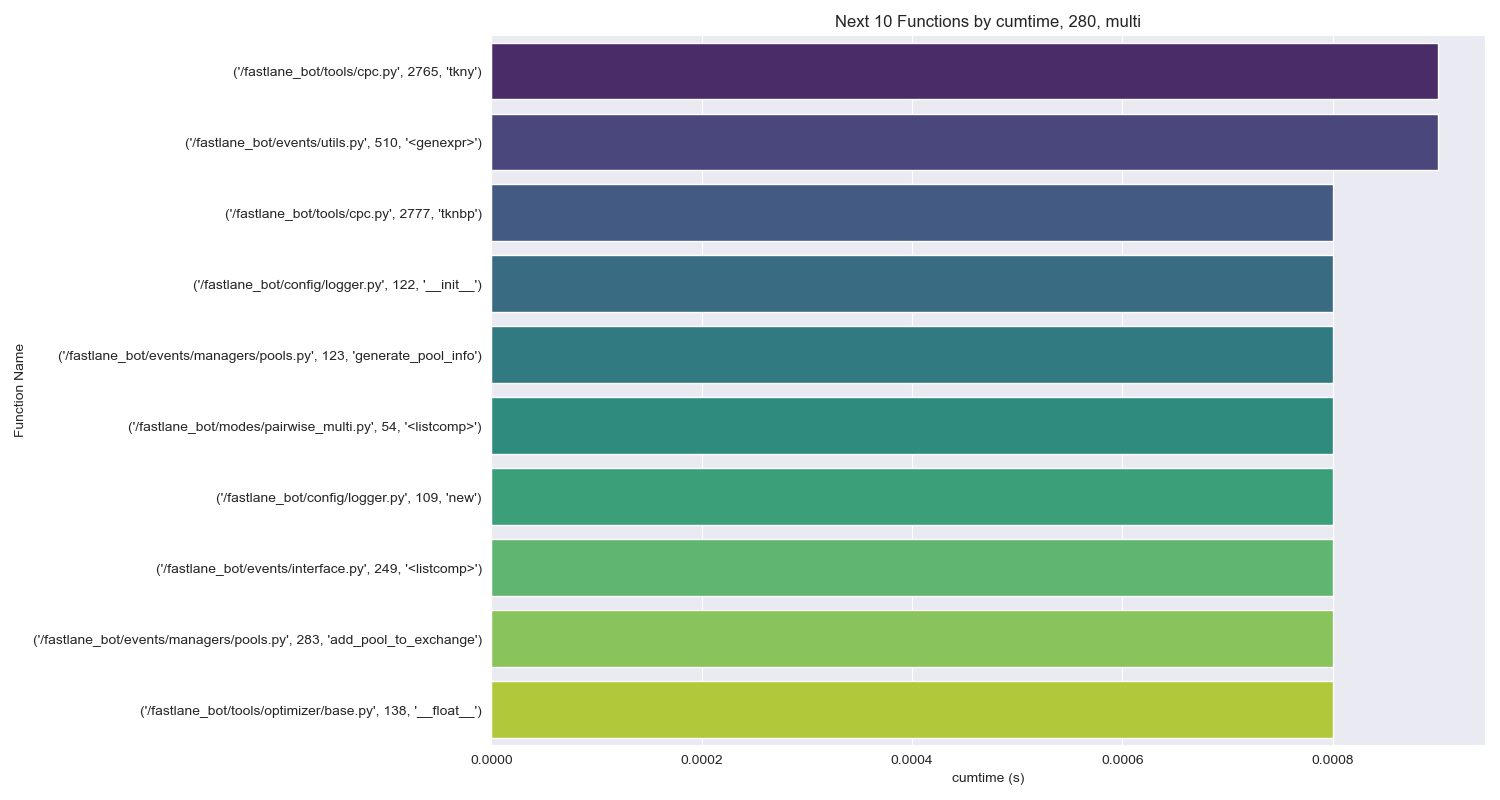 Next 10 Functions by cumtime, 280, multi
('/fastlane_bot/tools/cpc.py', 2765, 'tkny')
('/fastlane_bot/events/utils.py', 510, '<genexpr>')
('/fastlane_bot/tools/cpc.py', 2777, 'tknbp')
('/fastlane_bot/config/logger.py', 122, '__init__')
('/fastlane_bot/events/managers/pools.py', 123, 'generate_pool_info')
('/fastlane_bot/modes/pairwise_multi.py', 54, '<listcomp>')
('/fastlane_bot/config/logger.py', 109, 'new')
('/fastlane_bot/events/interface.py', 249, '<listcomp>')
('/fastlane_bot/events/managers/pools.py', 283, 'add_pool_to_exchange')
('/fastlane_bot/tools/optimizer/base.py', 138, '__float__')
Function Name
0.0000 0.0002 0.0004 0.0006 0.0008
cumtime (s)